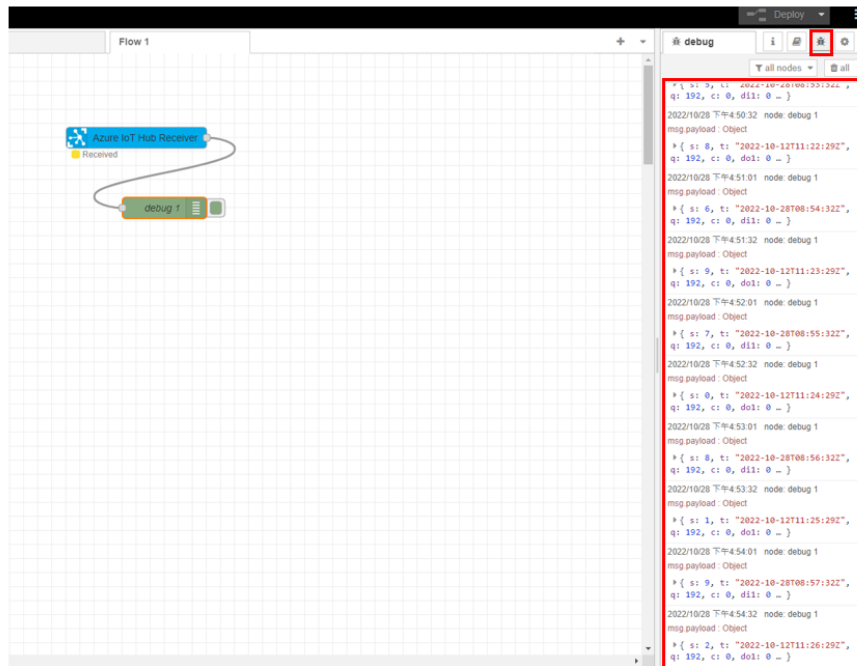 Deploy
Flow 1
debug
i
all nodes
all
Azure IoT Hub Receiver
Received
debug 1
{ s: 5, t: "2022-10-28T08:53:32Z",
q: 192, c: 0, di1: 0 … }
2022/10/28 下午4:50:32 node: debug 1
msg.payload : Object
{ s: 8, t: "2022-10-12T11:22:29Z",
q: 192, c: 0, do1: 0 … }
2022/10/28 下午4:51:01 node: debug 1
msg.payload : Object
{ s: 6, t: "2022-10-28T08:54:32Z",
q: 192, c: 0, di1: 0 … }
2022/10/28 下午4:51:32 node: debug 1
msg.payload : Object
{ s: 9, t: "2022-10-12T11:23:29Z",
q: 192, c: 0, do1: 0 … }
2022/10/28 下午4:52:01 node: debug 1
msg.payload : Object
{ s: 7, t: "2022-10-28T08:55:32Z",
q: 192, c: 0, di1: 0 … }
2022/10/28 下午4:52:32 node: debug 1
msg.payload : Object
{ s: 0, t: "2022-10-12T11:24:29Z",
q: 192, c: 0, do1: 0 … }
2022/10/28 下午4:53:01 node: debug 1
msg.payload : Object
{ s: 8, t: "2022-10-28T08:56:32Z",
q: 192, c: 0, di1: 0 … }
2022/10/28 下午4:53:32 node: debug 1
msg.payload : Object
{ s: 1, t: "2022-10-12T11:25:29Z",
q: 192, c: 0, do1: 0 … }
2022/10/28 下午4:54:01 node: debug 1
msg.payload : Object
{ s: 9, t: "2022-10-28T08:57:32Z",
q: 192, c: 0, di1: 0 … }
2022/10/28 下午4:54:32 node: debug 1
msg.payload : Object
{ s: 2, t: "2022-10-12T11:26:29Z",
q: 192, c: 0, do1: 0 … }